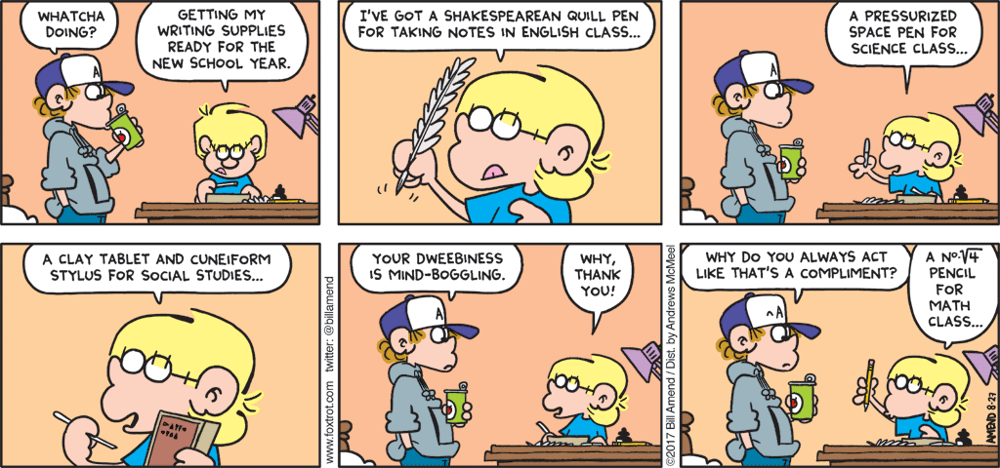 WHATCHA
DOING?
GETTING MY
WRITING SUPPLIES
READY FOR THE
NEW SCHOOL YEAR.
A
I'VE GOT A SHAKESPEAREAN QUILL PEN
FOR TAKING NOTES IN ENGLISH CLASS...
A PRESSURIZED
SPACE PEN FOR
SCIENCE CLASS...
A
A CLAY TABLET AND CUNEIFORM
STYLUS FOR SOCIAL STUDIES...
www.foxtrot.com twitter: @billamend
YOUR DWEEBINESS
IS MIND-BOGGLING.
WHY,
THANK
YOU!
A
©2017 Bill Amend / Dist. by Andrews McMeel
WHY DO YOU ALWAYS ACT
LIKE THAT'S A COMPLIMENT?
A NO. √4
PENCIL
FOR
MATH
CLASS...
A
AMEND 8-27